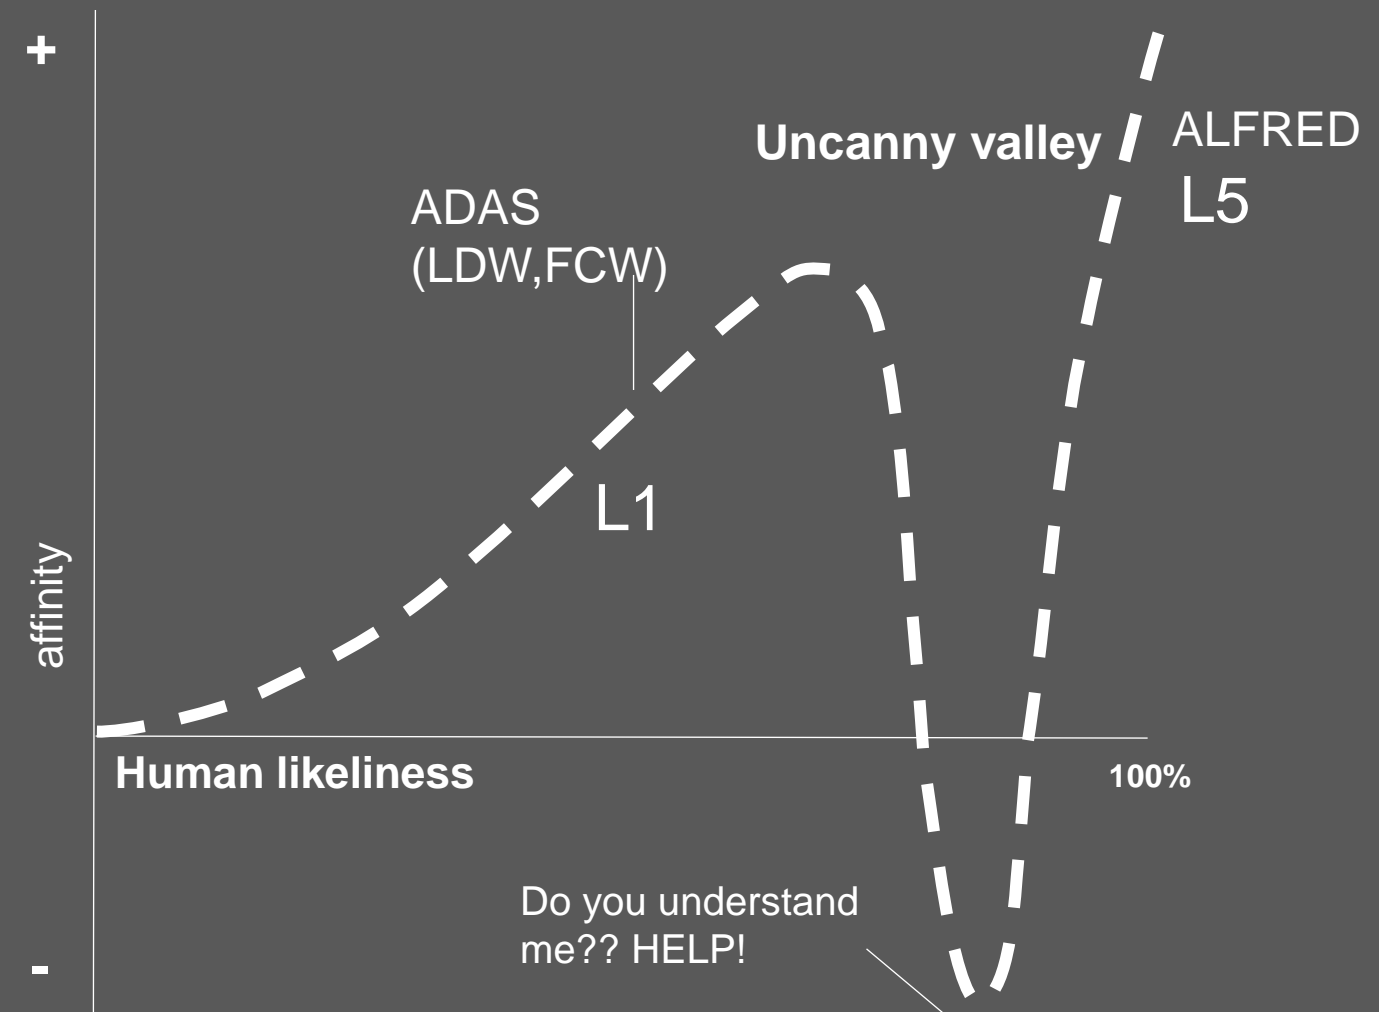 +
Uncanny valley
ALFRED
L5
ADAS
(LDW,FCW)
L1
affinity
Human likeliness
100%
Do you understand
me?? HELP!
-